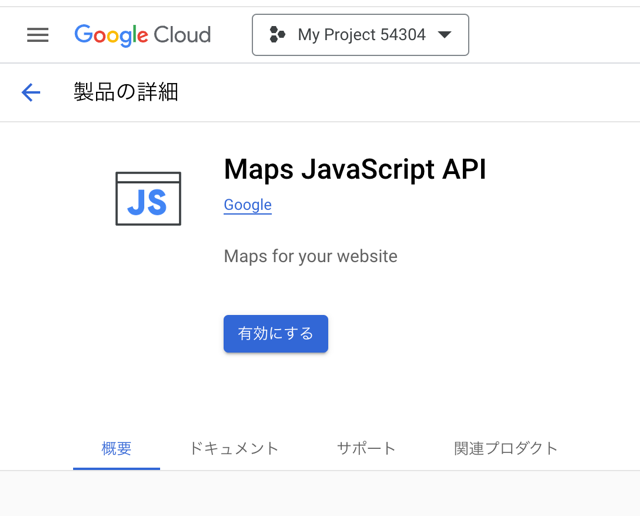 Google Cloud
My Project 54304
製品の詳細
JS
Maps JavaScript API
Google
Maps for your website
有効にする
概要
ドキュメント
サポート
関連プロダクト